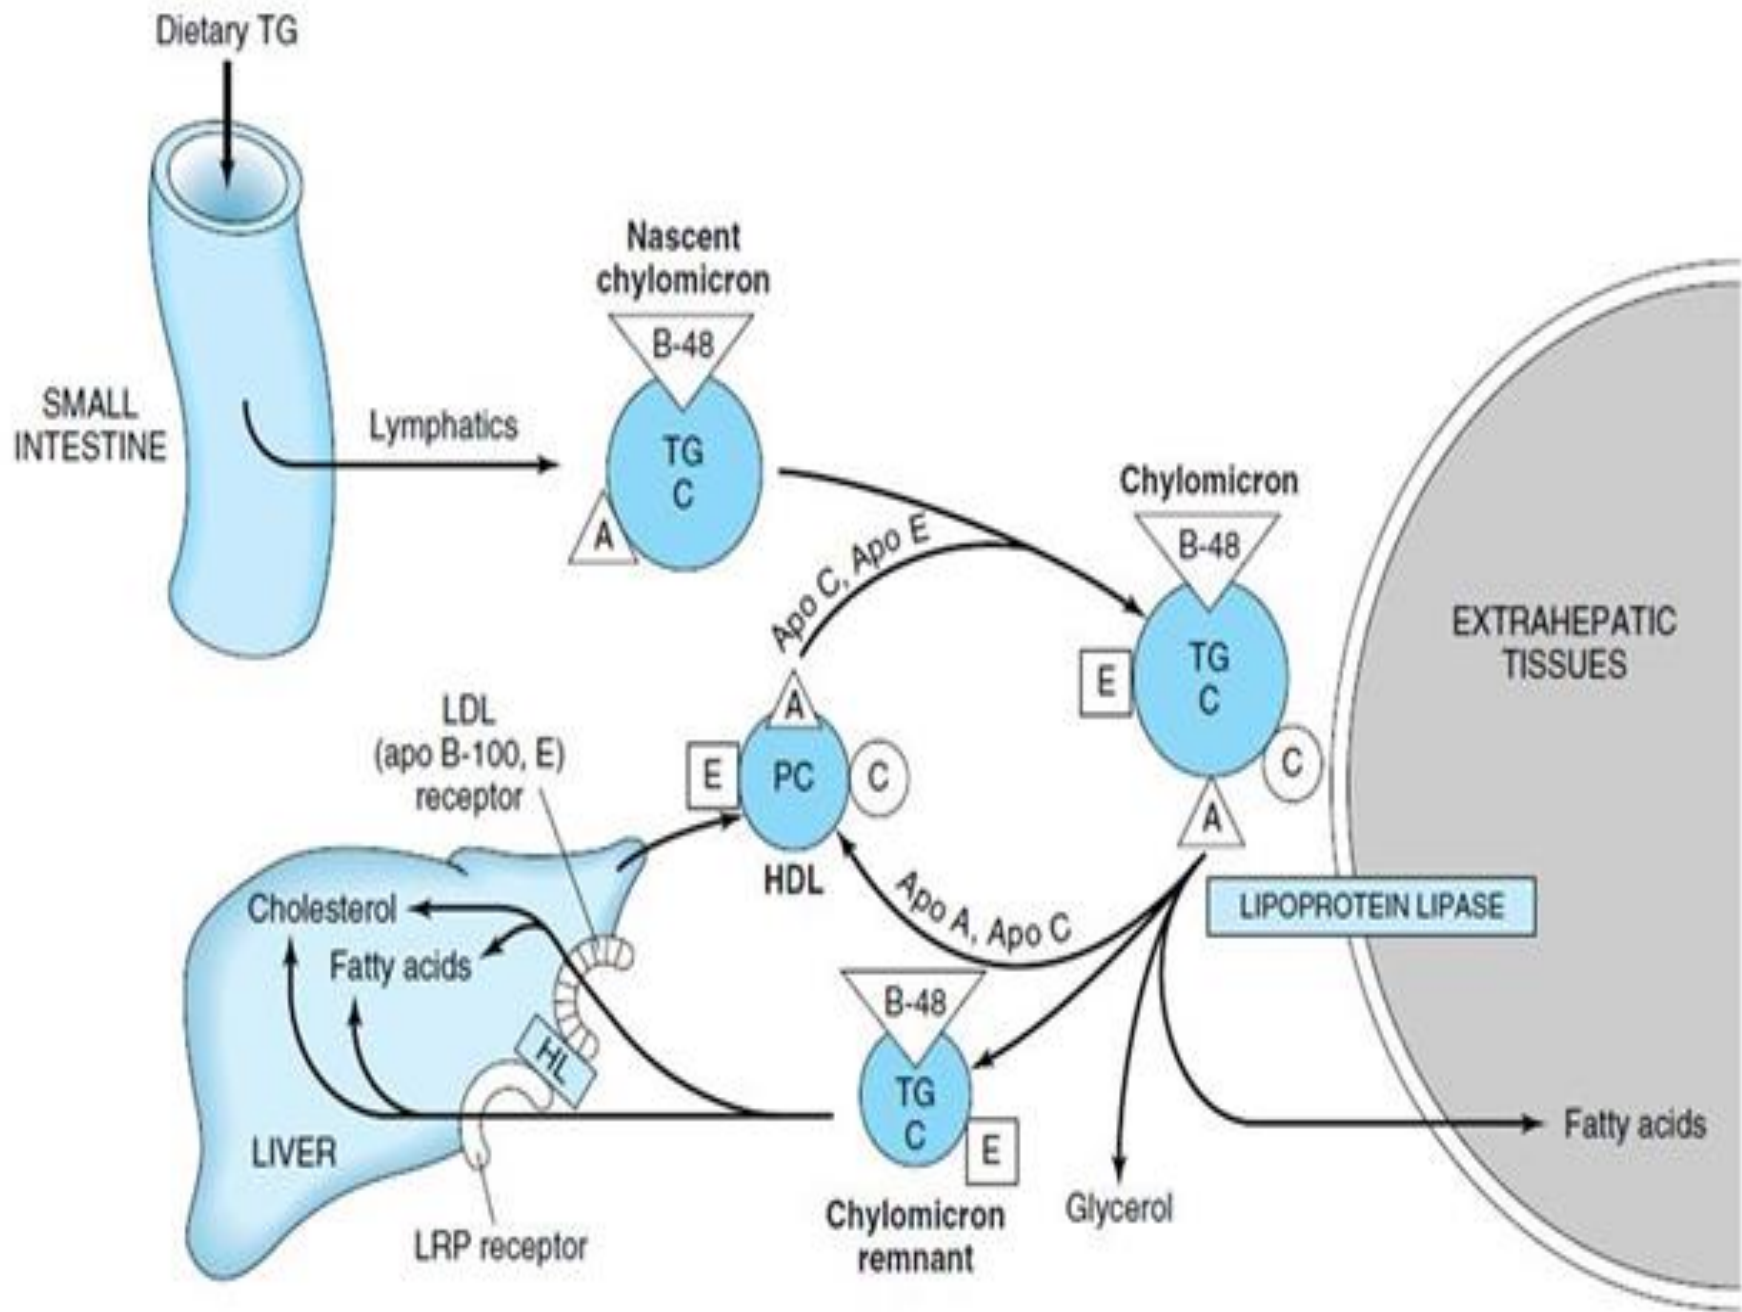 Dietary TG
Nascent
chylomicron
B-48
SMALL
INTESTINE
Lymphatics
TG
C
A
Chylomicron
B-48
Apo C, Apo E
TG
C
E
C
A
EXTRAHEPATIC
TISSUES
LDL
(apo B-100, E)
receptor
A
E
PC
C
HDL
Apo A, Apo C
LIPOPROTEIN LIPASE
Cholesterol
Fatty acids
HL
LIVER
LRP receptor
B-48
TG
C
E
Chylomicron
remnant
Glycerol
Fatty acids